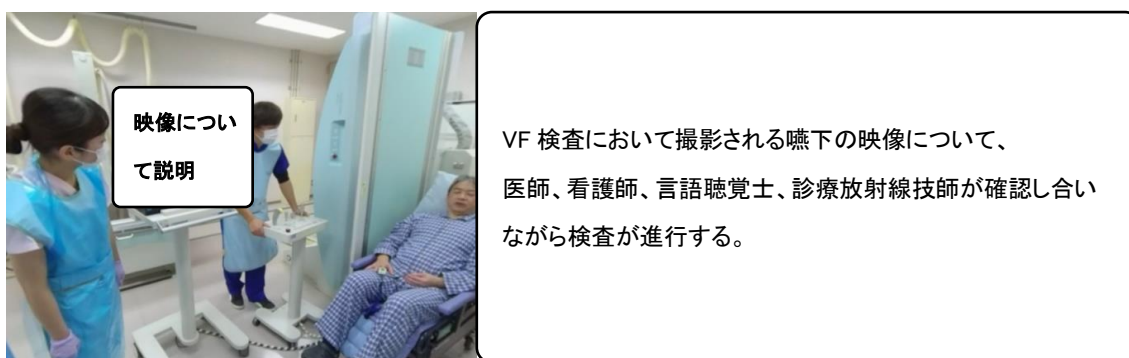 映像につい
て説明
VF 検査において撮影される嚥下の映像について、
医師、看護師、言語聴覚士、診療放射線技師が確認し合い
ながら検査が進行する。